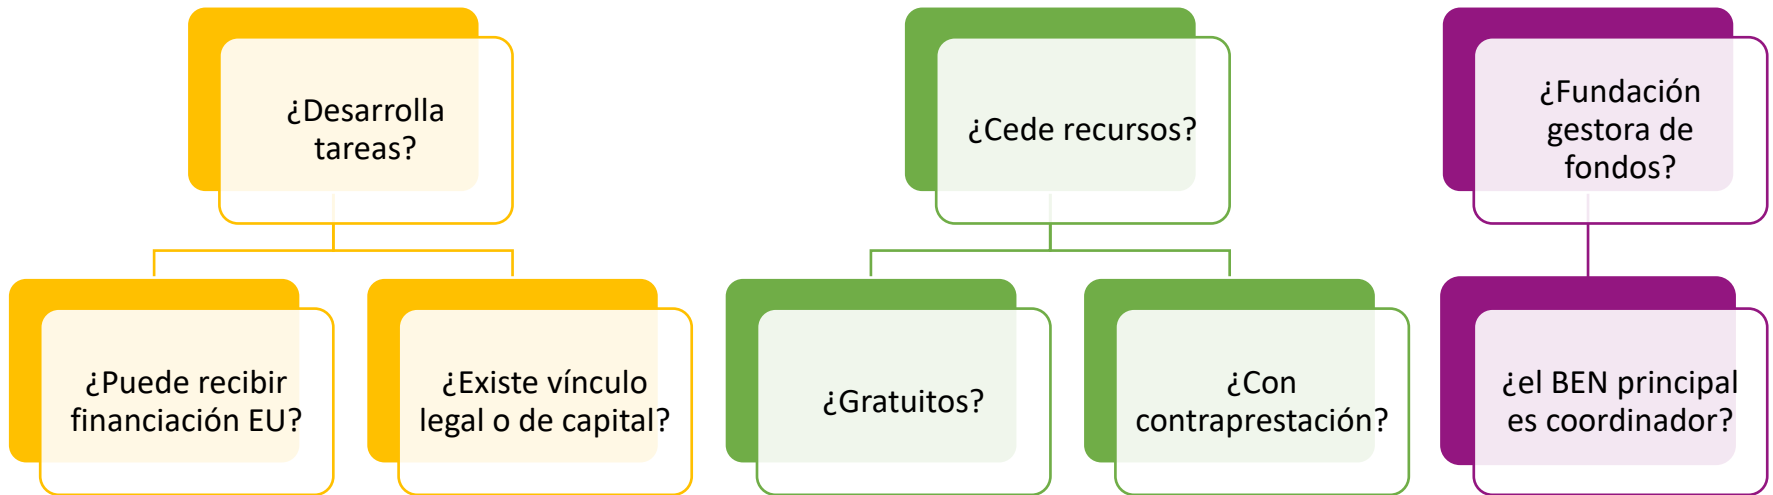 ¿Desarrolla
tareas?
¿Cede recursos?
¿Fundación
gestora de
fondos?
¿Puede recibir
financiación EU?
¿Existe vínculo
legal o de capital?
¿Gratuitos?
¿Con
contraprestación?
¿el BEN principal
es coordinador?